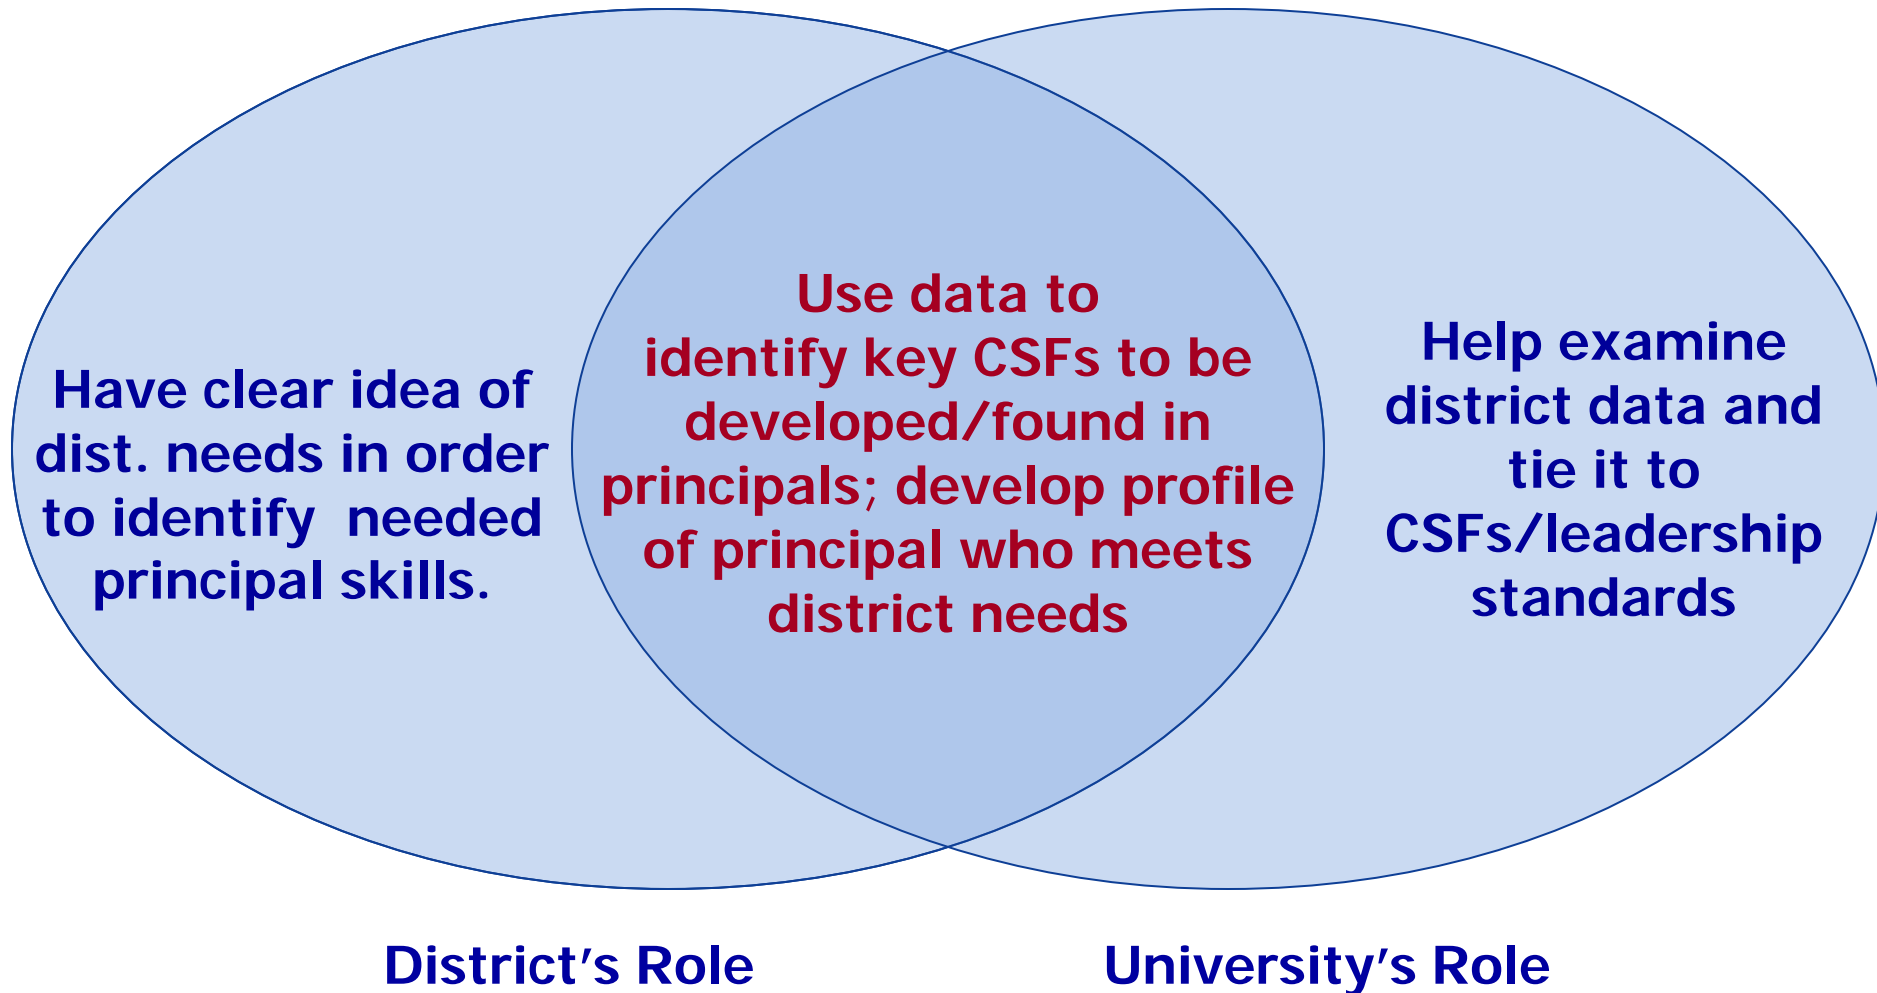 Have clear idea of
dist. needs in order
to identify  needed
principal skills.
Use data to
identify key CSFs to be
developed/found in
principals; develop profile
of principal who meets
district needs
Help examine
district data and
tie it to
CSFs/leadership
standards
District's Role
University's Role